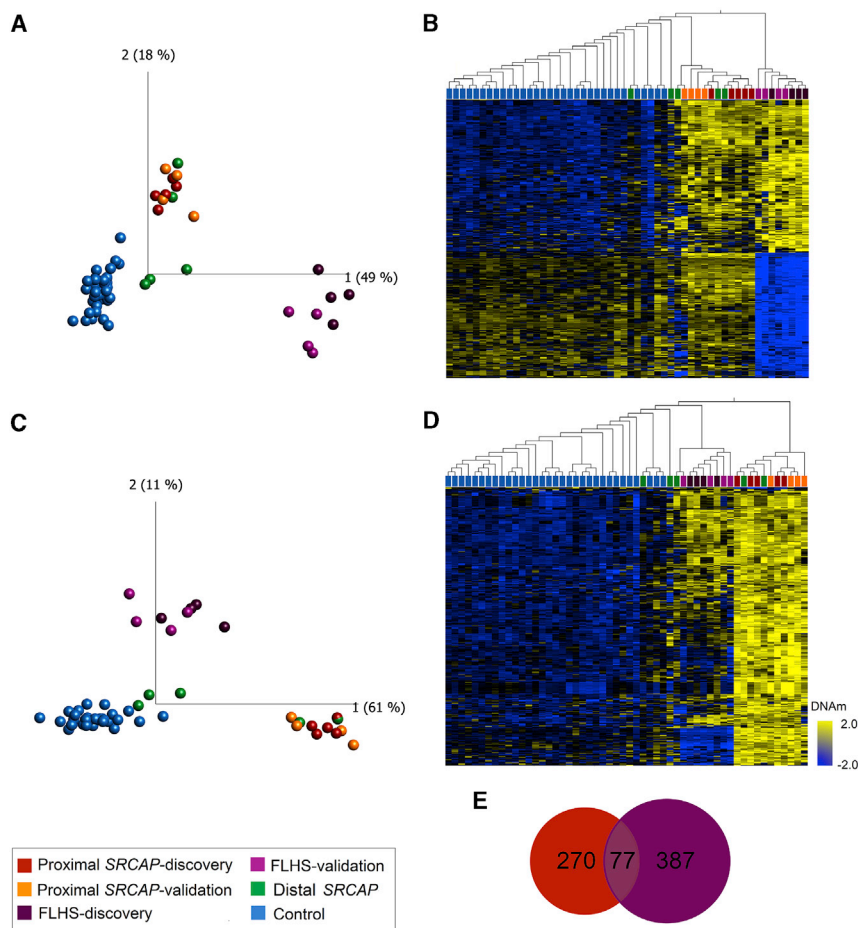 A
2 (18 %)
1 (49 %)
B
C
2 (11 %)
1 (61 %)
D
DNAm
2.0
-2.0
E
270 77 387
Proximal SRCAP-discovery
Proximal SRCAP-validation
FLHS-discovery
FLHS-validation
Distal SRCAP
Control